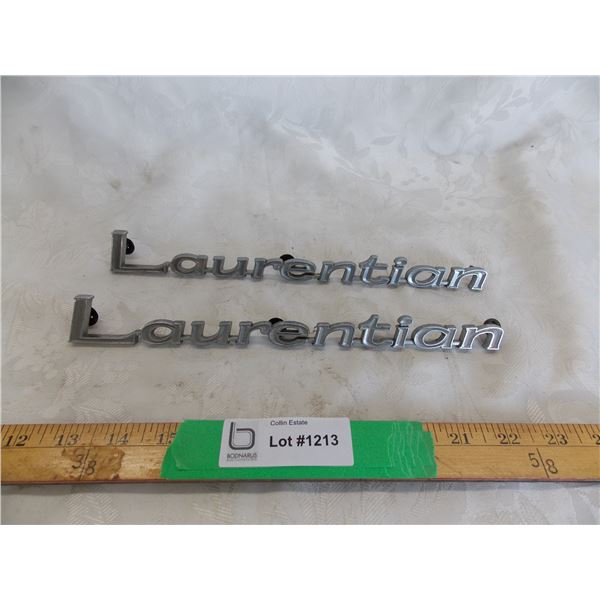 Laurentian
Laurentian
Collin Estate
Lot #1213
b
BODNARUS
12 13 14 15 21 22 23
3/8 5/8